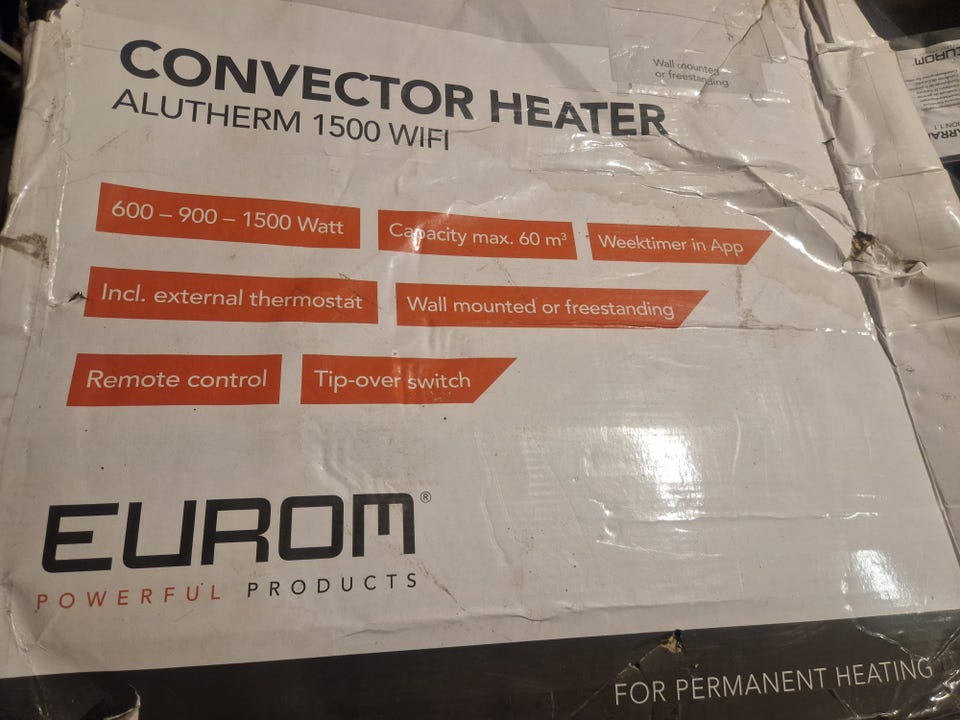 Wall mounted
or freestanding
CONVECTOR HEATER
ALUTHERM 1500 WIFI
600 – 900 – 1500 Watt
Capacity max. 60 m³
Weektimer in App
Incl. external thermostat
Wall mounted or freestanding
Remote control
Tip-over switch
EUROM®
POWERFUL PRODUCTS
FOR PERMANENT HEATING
EUROM